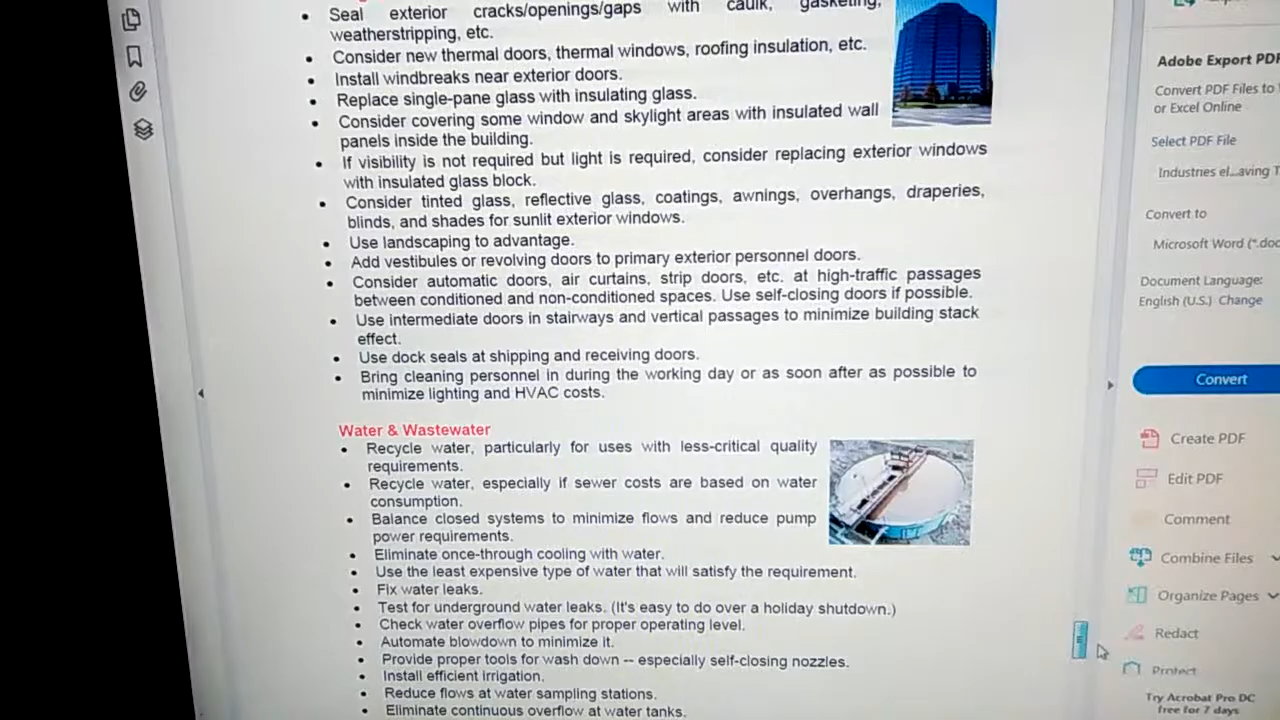 • Seal exterior cracks/openings/gaps with caulk, gasketing,
weatherstripping, etc.
• Consider new thermal doors, thermal windows, roofing insulation, etc.
• Install windbreaks near exterior doors.
• Replace single-pane glass with insulating glass.
• Consider covering some window and skylight areas with insulated wall
panels inside the building.
• If visibility is not required but light is required, consider replacing exterior windows
with insulated glass block.
• Consider tinted glass, reflective glass, coatings, awnings, overhangs, draperies,
blinds, and shades for sunlit exterior windows.
• Use landscaping to advantage.
• Add vestibules or revolving doors to primary exterior personnel doors.
• Consider automatic doors, air curtains, strip doors, etc. at high-traffic passages
between conditioned and non-conditioned spaces. Use self-closing doors if possible.
• Use intermediate doors in stairways and vertical passages to minimize building stack
effect.
• Use dock seals at shipping and receiving doors.
• Bring cleaning personnel in during the working day or as soon after as possible to
minimize lighting and HVAC costs.
Water & Wastewater
• Recycle water, particularly for uses with less-critical quality
requirements.
• Recycle water, especially if sewer costs are based on water
consumption.
• Balance closed systems to minimize flows and reduce pump
power requirements.
• Eliminate once-through cooling with water.
• Use the least expensive type of water that will satisfy the requirement.
• Fix water leaks.
• Test for underground water leaks. (It's easy to do over a holiday shutdown.)
• Check water overflow pipes for proper operating level.
• Automate blowdown to minimize it.
• Provide proper tools for wash down -- especially self-closing nozzles.
• Install efficient irrigation.
• Reduce flows at water sampling stations.
• Eliminate continuous overflow at water tanks.
Adobe Export PDF
Convert PDF Files to
or Excel Online
Select PDF File
Industries el...aving T
Convert to
Microsoft Word (*.doc
Document Language:
English (U.S.) Change
Convert
Create PDF
Edit PDF
Comment
Combine Files
Organize Pages
Redact
Protect
Try Acrobat Pro DC
free for 7 days